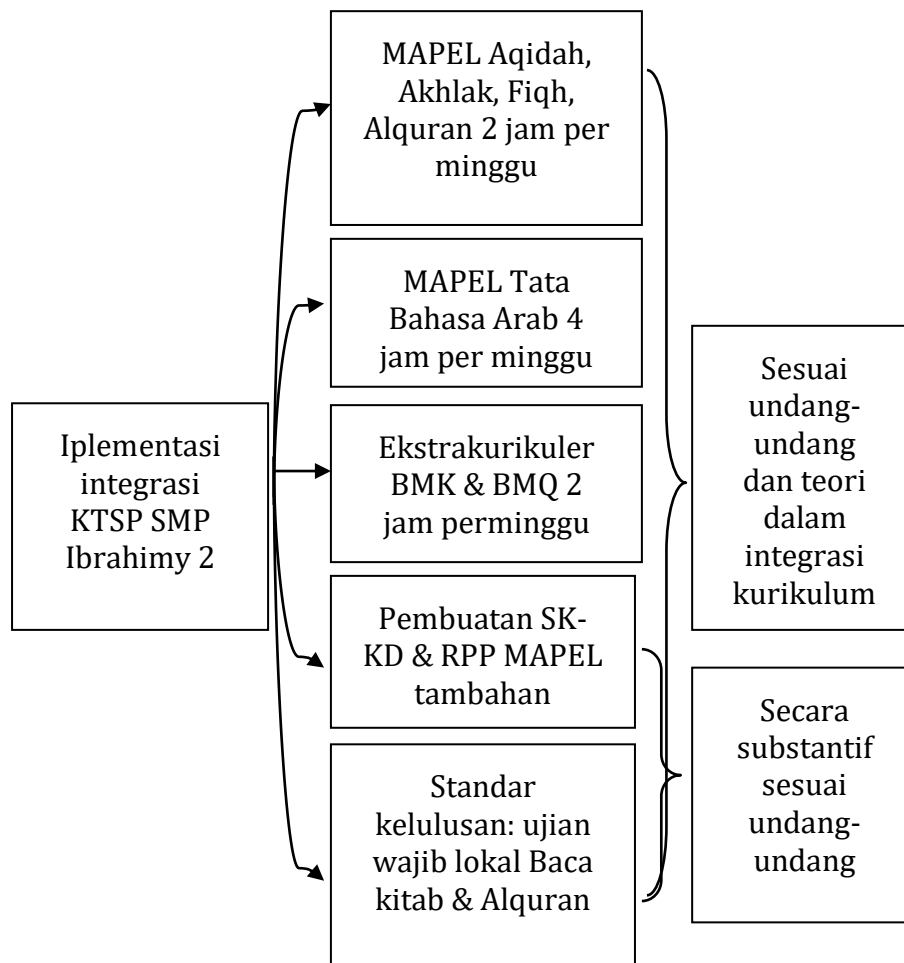 MAPEL Aqidah,
Akhlak, Fiqh,
Alquran 2 jam per
minggu
MAPEL Tata
Bahasa Arab 4
jam per minggu
Ekstrakurikuler
BMK & BMQ 2
jam perminggu
Pembuatan SK-
KD & RPP MAPEL
tambahan
Standar
kelulusan: ujian
wajib lokal Baca
kitab & Alquran
Iplementasi
integrasi
KTSP SMP
Ibrahimy 2
Sesuai
undang-
undang
dan teori
dalam
integrasi
kurikulum
Secara
substantif
sesuai
undang-
undang